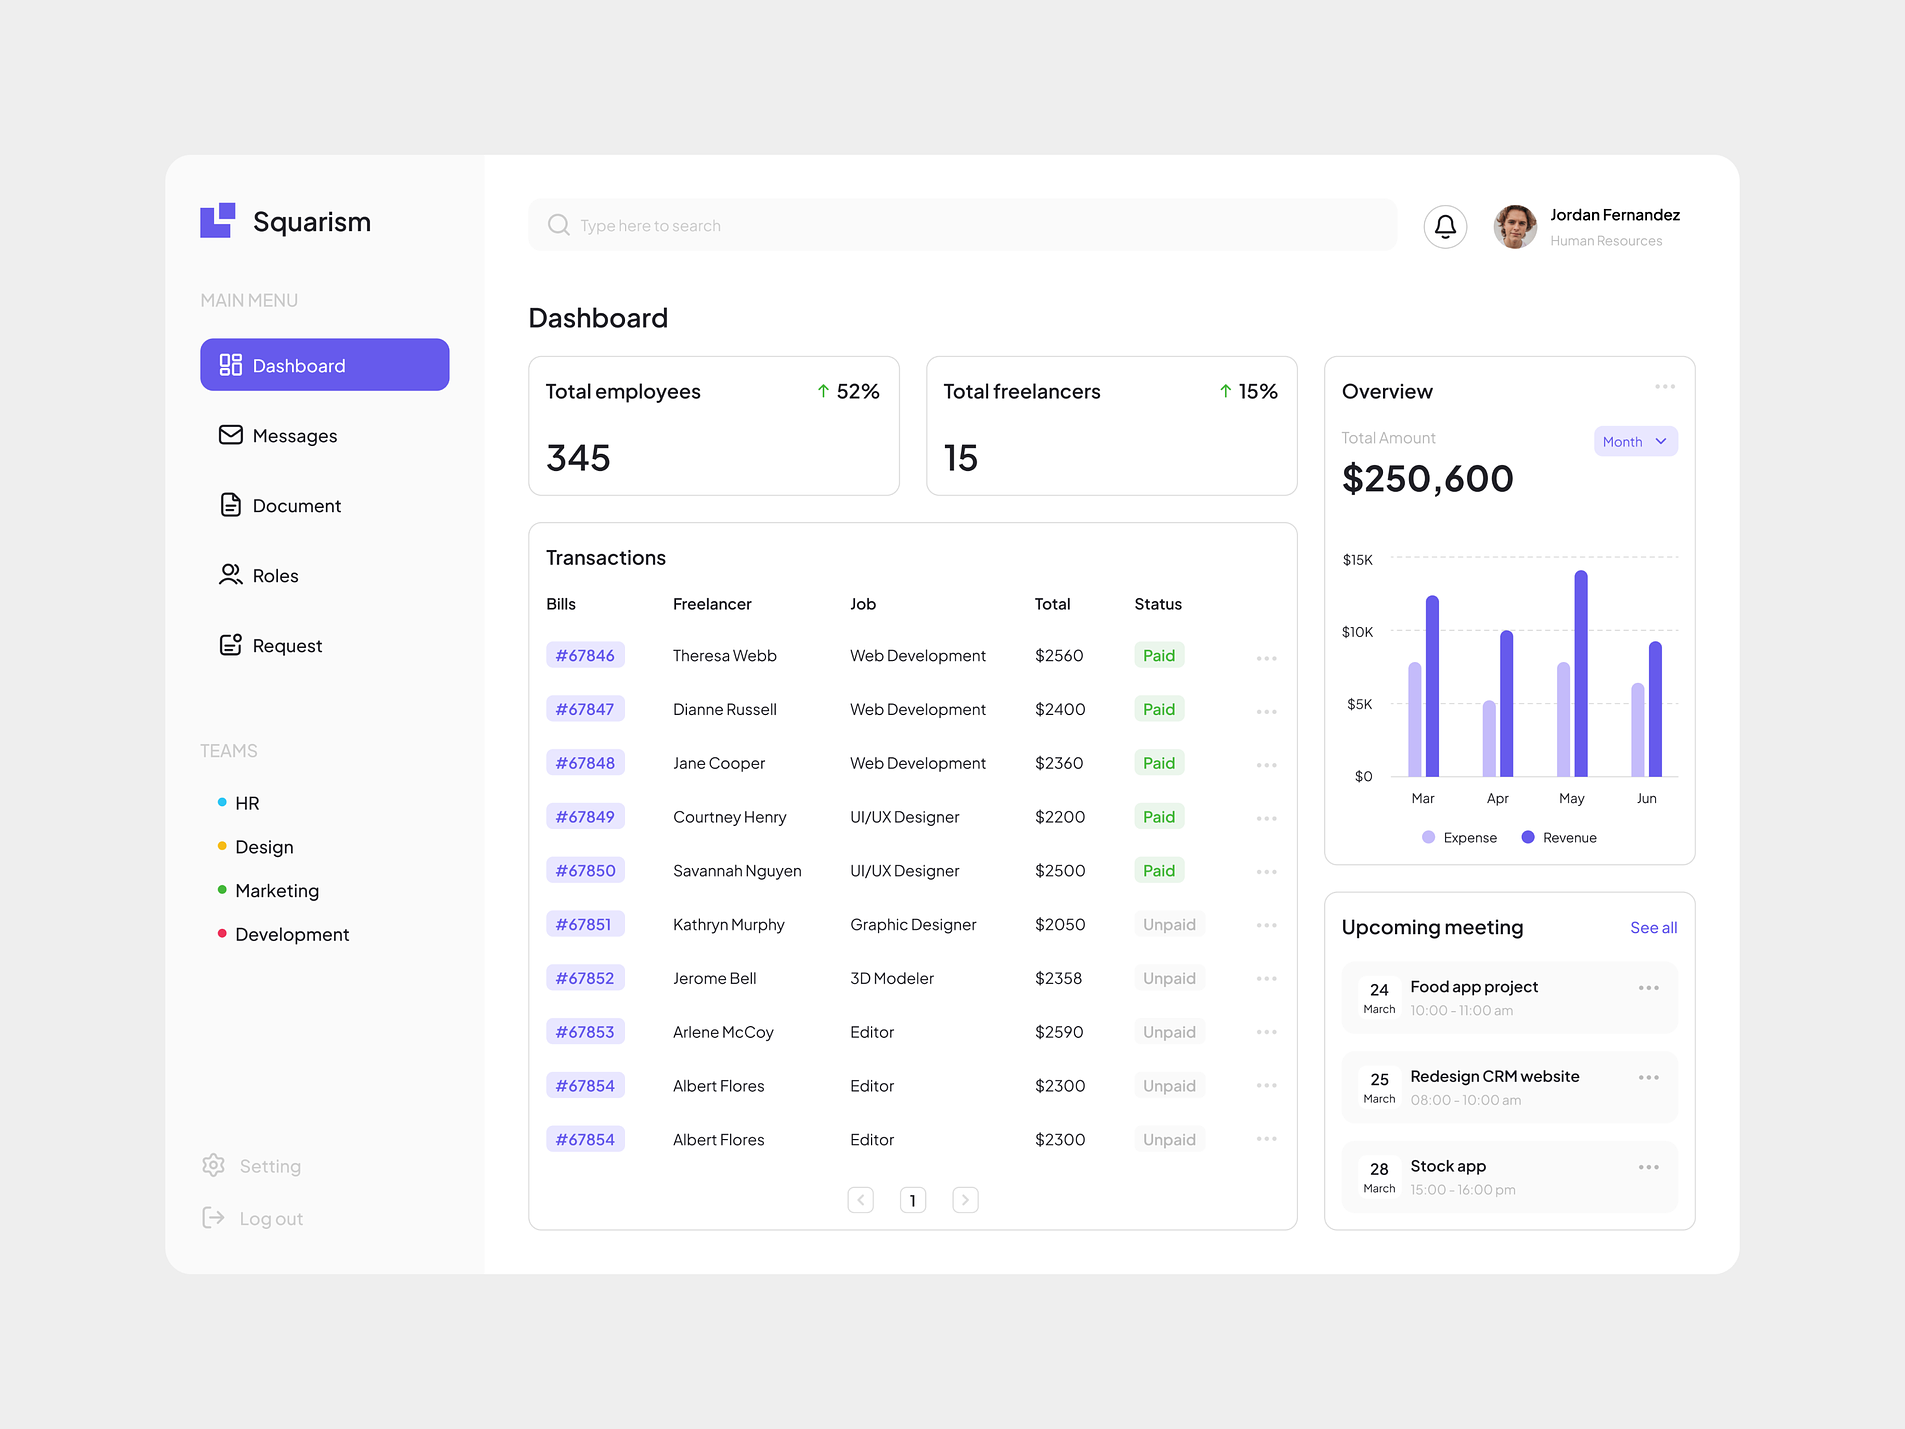 Squarism
MAIN MENU
Dashboard
Messages
Document
Roles
Request
TEAMS
HR
Design
Marketing
Development
Setting
Log out
Type here to search
Jordan Fernandez
Human Resources
Dashboard
Total employees 52%
345
Total freelancers 15%
15
Transactions
Bills Freelancer Job Total Status
#67846 Theresa Webb Web Development $2560 Paid
#67847 Dianne Russell Web Development $2400 Paid
#67848 Jane Cooper Web Development $2360 Paid
#67849 Courtney Henry UI/UX Designer $2200 Paid
#67850 Savannah Nguyen UI/UX Designer $2500 Paid
#67851 Kathryn Murphy Graphic Designer $2050 Unpaid
#67852 Jerome Bell 3D Modeler $2358 Unpaid
#67853 Arlene McCoy Editor $2590 Unpaid
#67854 Albert Flores Editor $2300 Unpaid
#67854 Albert Flores Editor $2300 Unpaid
1
Overview
Total Amount
Month
$250,600
$15K
$10K
$5K
$0
Mar Apr May Jun
Expense Revenue
Upcoming meeting See all
24 March
Food app project
10:00 - 11:00 am
25 March
Redesign CRM website
08:00 - 10:00 am
28 March
Stock app
15:00 - 16:00 pm